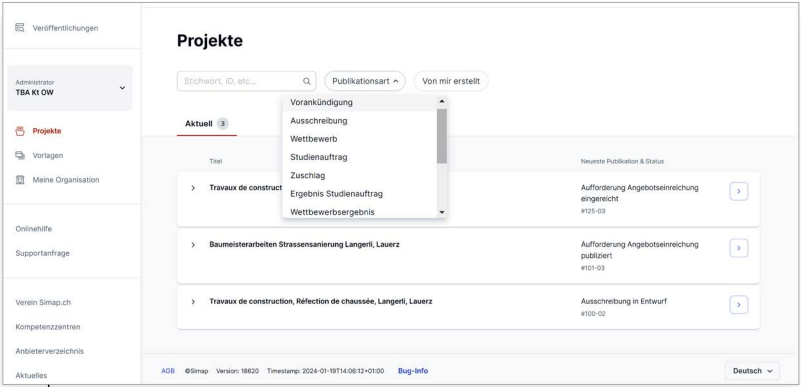 Veröffentlichungen
Administrator
TBA Kt OW
Projekte
Vorlagen
Meine Organisation
Onlinehilfe
Supportanfrage
Verein Simap.ch
Kompetenzzentren
Anbieterverzeichnis
Aktuelles
Projekte
Stichwort, ID, etc...
Publikationsart
Von mir erstellt
Vorankündigung
Ausschreibung
Wettbewerb
Studienauftrag
Zuschlag
Ergebnis Studienauftrag
Wettbewerbsergebnis
Aktuell 3
Titel
Neueste Publikation & Status
Travaux de construct
Aufforderung Angebotseinreichung
eingereicht
#125-03
Baumeisterarbeiten Strassensanierung Langerli, Lauerz
Aufforderung Angebotseinreichung
publiziert
#101-03
Travaux de construction, Réfection de chaussée, Langerli, Lauerz
Ausschreibung in Entwurf
#100-02
AGB ©Simap Version: 18620 Timestamp: 2024-01-19T14:06:12+01:00 Bug-Info
Deutsch